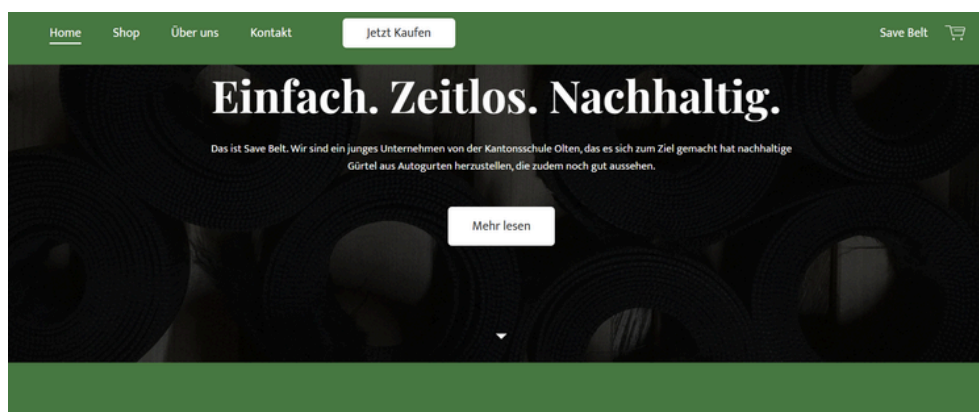 Home Shop Über uns Kontakt Jetzt Kaufen Save Belt
Einfach. Zeitlos. Nachhaltig.
Das ist Save Belt. Wir sind ein junges Unternehmen von der Kantonsschule Olten, das es sich zum Ziel gemacht hat nachhaltige
Gürtel aus Autogurten herzustellen, die zudem noch gut aussehen.
Mehr lesen